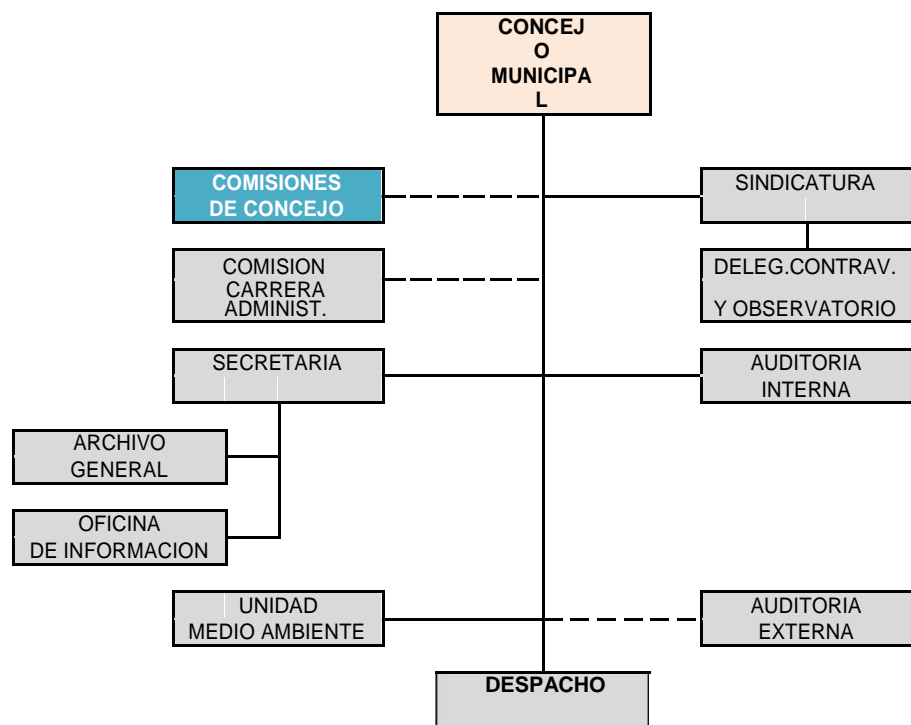 CONCEJ
O
MUNICIPA
L
COMISIONES
DE CONCEJO
SINDICATURA
COMISION
CARRERA
ADMINIST.
DELEG.CONTRAV.
Y OBSERVATORIO
SECRETARIA
AUDITORIA
INTERNA
ARCHIVO
GENERAL
OFICINA
DE INFORMACION
UNIDAD
MEDIO AMBIENTE
AUDITORIA
EXTERNA
DESPACHO